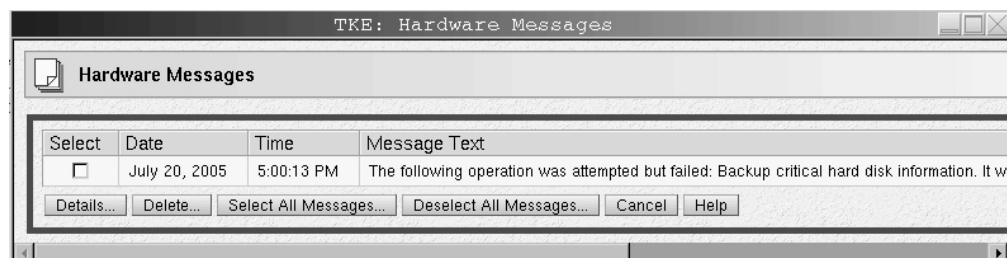 TKE: Hardware Messages
Hardware Messages
Select Date Time Message Text
July 20, 2005 5:00:13 PM The following operation was attempted but failed: Backup critical hard disk information. It w
Details... Delete... Select All Messages... Deselect All Messages... Cancel Help